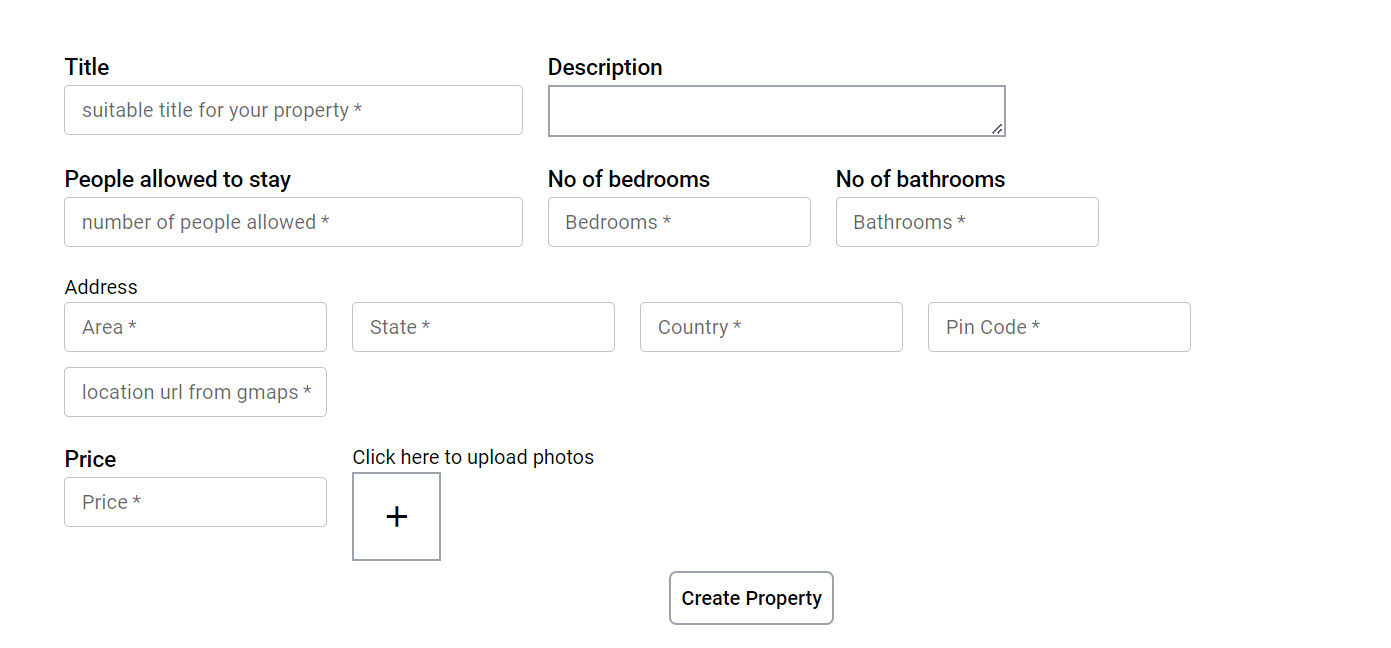 Title
Description
suitable title for your property *
People allowed to stay
No of bedrooms
No of bathrooms
number of people allowed *
Bedrooms *
Bathrooms *
Address
Area *
State *
Country *
Pin Code *
location url from gmaps *
Price
Click here to upload photos
Price *
+
Create Property